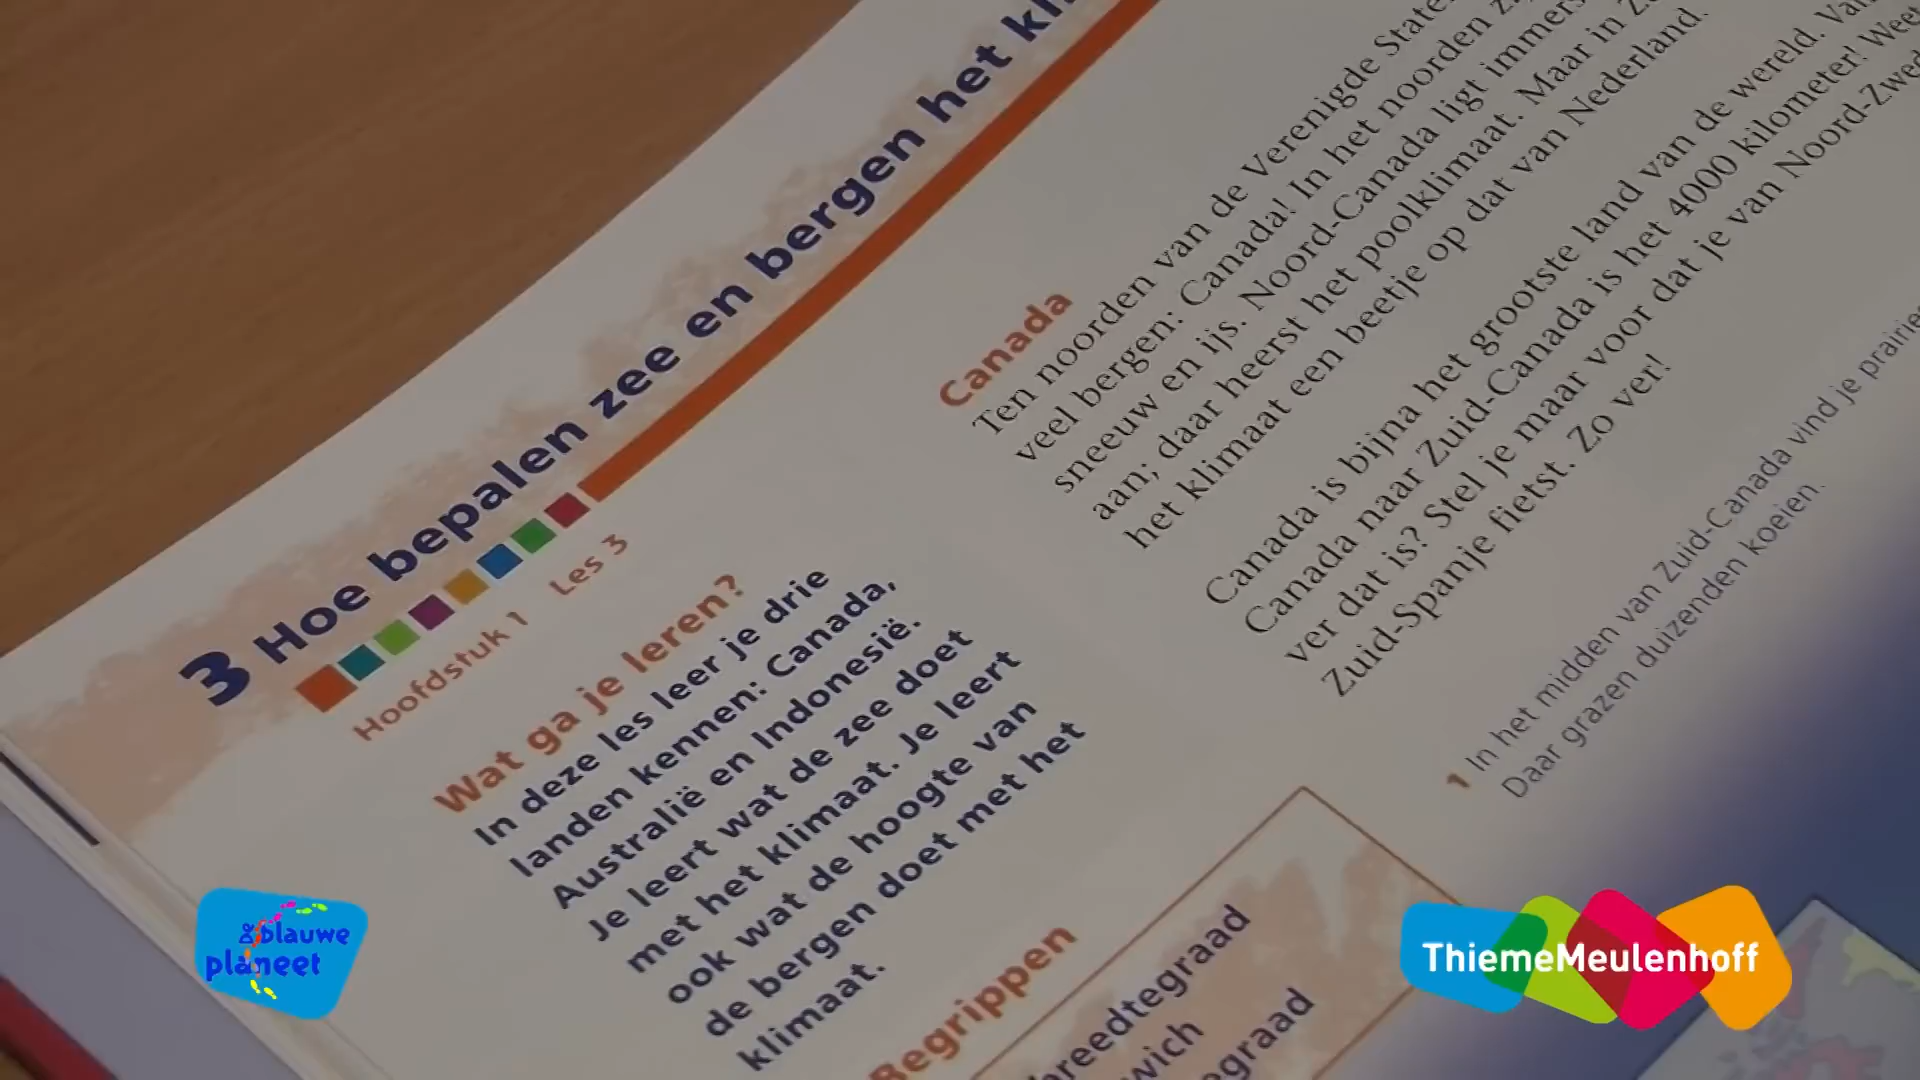 3 Hoe bepalen zee en bergen het
Hoofdstuk 1 Les 3
Wat ga je leren?
In deze les leer je drie
landen kennen: Canada,
Australië en Indonesië.
Je leert wat de zee doet
met het klimaat. Je leert
ook wat de hoogte van
de bergen doet met het
klimaat.
Begrippen
breedtegraad
wich
egraad
Canada
Ten noorden van de Verenigde State
veel bergen: Canada! In het noorden
sneeuw en ijs. Noord-Canada ligt immers
aan; daar heerst het poolklimaat. Maar in
het klimaat een beetje op dat van Nederland.
Canada is bijna het grootste land van de wereld. Van
Canada naar Zuid-Canada is het 4000 kilometer! Weet
ver dat is? Stel je maar voor dat je van Noord-Zwed
Zuid-Spanje fietst. Zo ver!
1 In het midden van Zuid-Canada vind je prairie
Daar grazen duizenden koeien.
de blauwe
planeet
ThiemeMeulenhoff